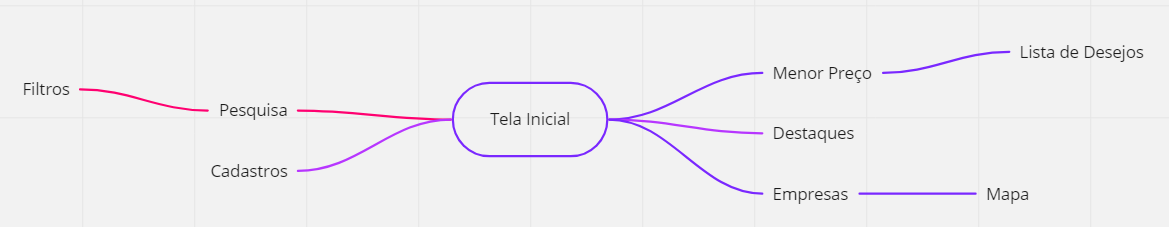 Filtros
Pesquisa
Cadastros
Tela Inicial
Menor Preço
Lista de Desejos
Destaques
Empresas
Mapa